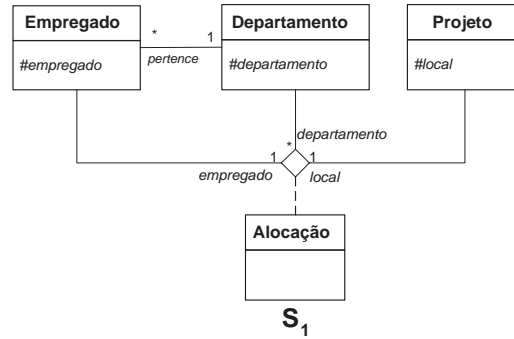 Empregado
#empregado
* 1
pertence
Departamento
#departamento
Projeto
#local
departamento
1 * 1
empregado
local
Alocação
S1